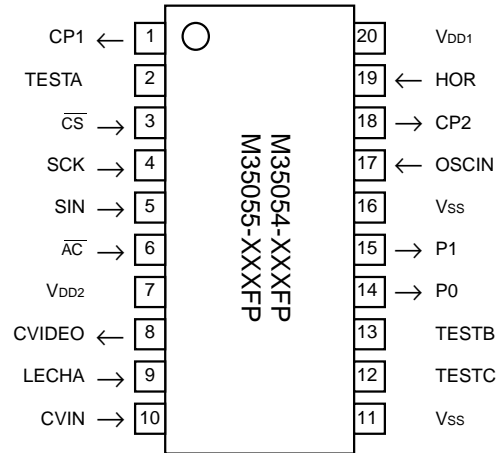 CP1 ← 1 20 VDD1
TESTA 2 19 ← HOR
C̅S̅ → 3 18 → CP2
SCK → 4 17 ← OSCIN
SIN → 5 16 VSS
A̅C̅ → 6 15 → P1
VDD2 7 14 → P0
CVIDEO ← 8 13 TESTB
LECHA → 9 12 TESTC
CVIN → 10 11 VSS
M35054-XXXFP
M35055-XXXFP